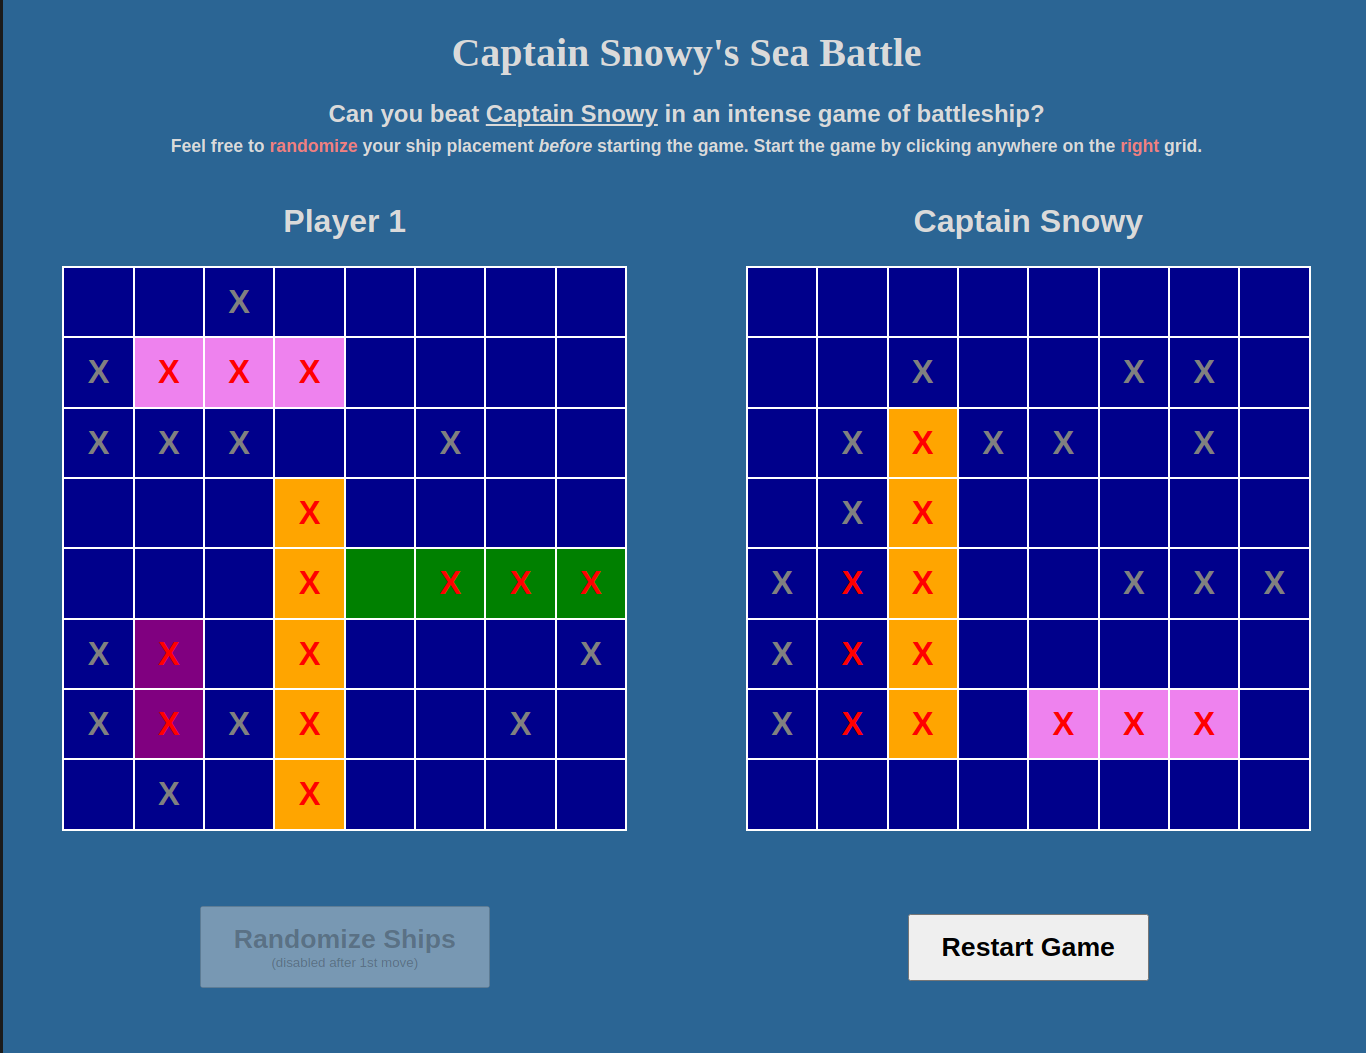 Captain Snowy's Sea Battle
Can you beat Captain Snowy in an intense game of battleship?
Feel free to randomize your ship placement before starting the game. Start the game by clicking anywhere on the right grid.
Player 1
Captain Snowy
X
X X X X
X X X
X X X X
X X X X X
X
X X
X X X X
X X X X X X
X X X X
X X X
X X X X X
X X X X X X
X X
Randomize Ships
(disabled after 1st move)
Restart Game